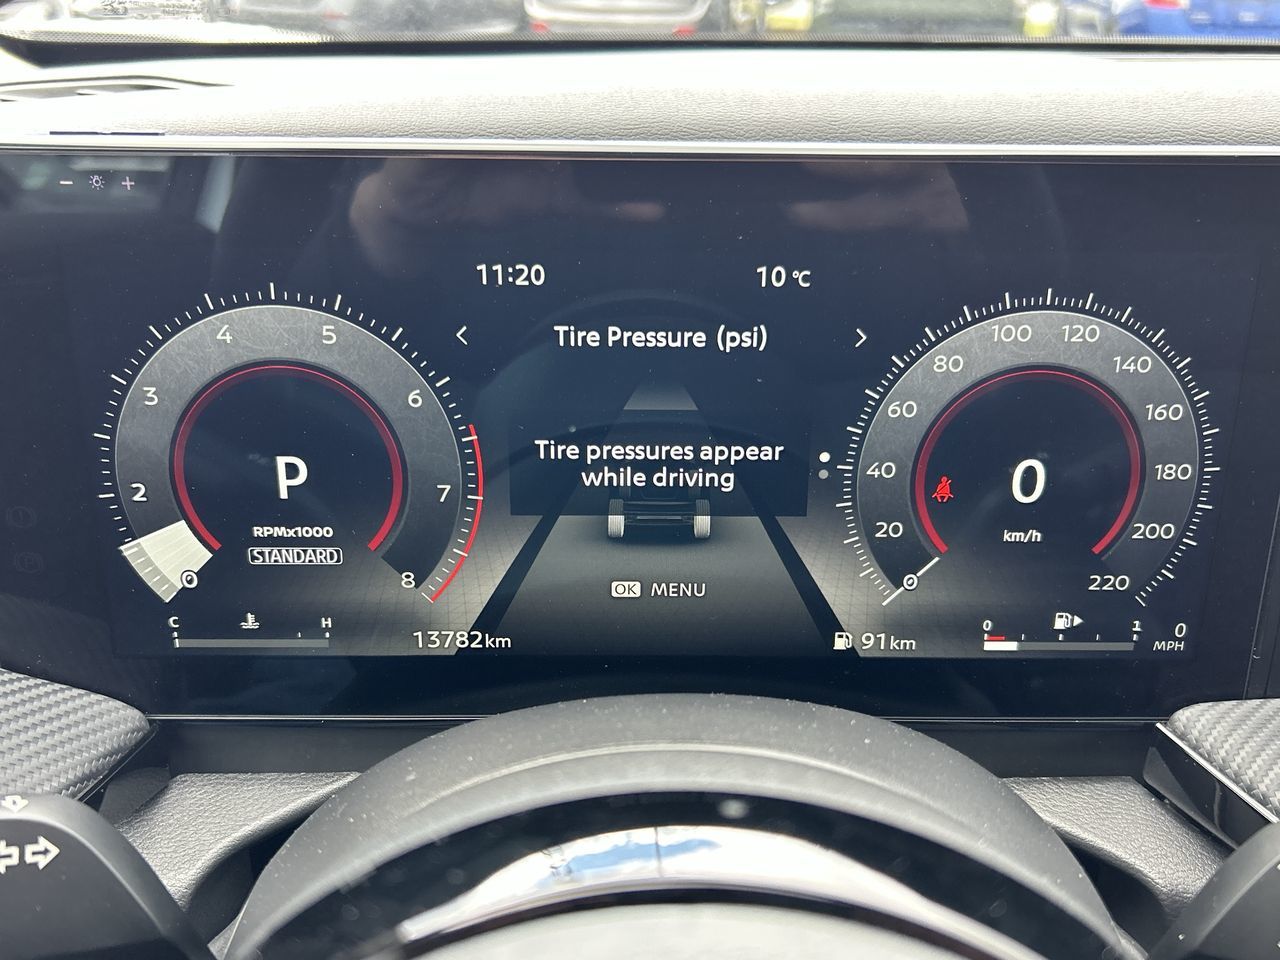 11:20
10 °C
< Tire Pressure (psi) >
Tire pressures appear
while driving
OK MENU
0
2
3
4
5
6
7
8
P
RPMx1000
STANDARD
C H
13782km
0
20
40
60
80
100
120
140
160
180
200
220
0
km/h
91km
0 1
0
MPH